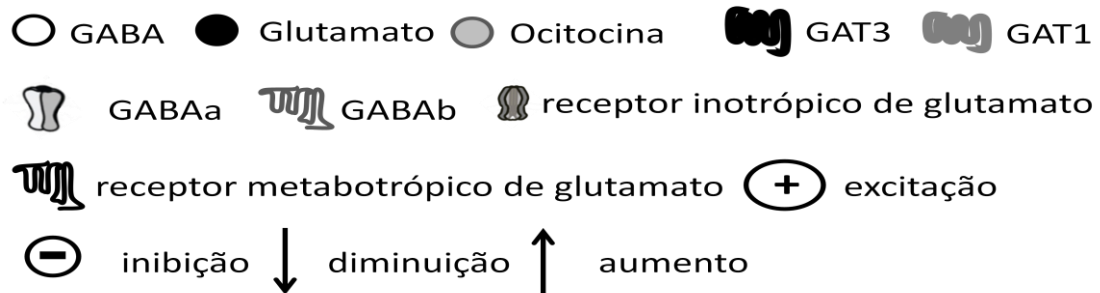 GABA Glutamato Ocitocina GAT3 GAT1
GABAa GABAb receptor inotrópico de glutamato
receptor metabotrópico de glutamato + excitação
- inibição ↓ diminuição ↑ aumento